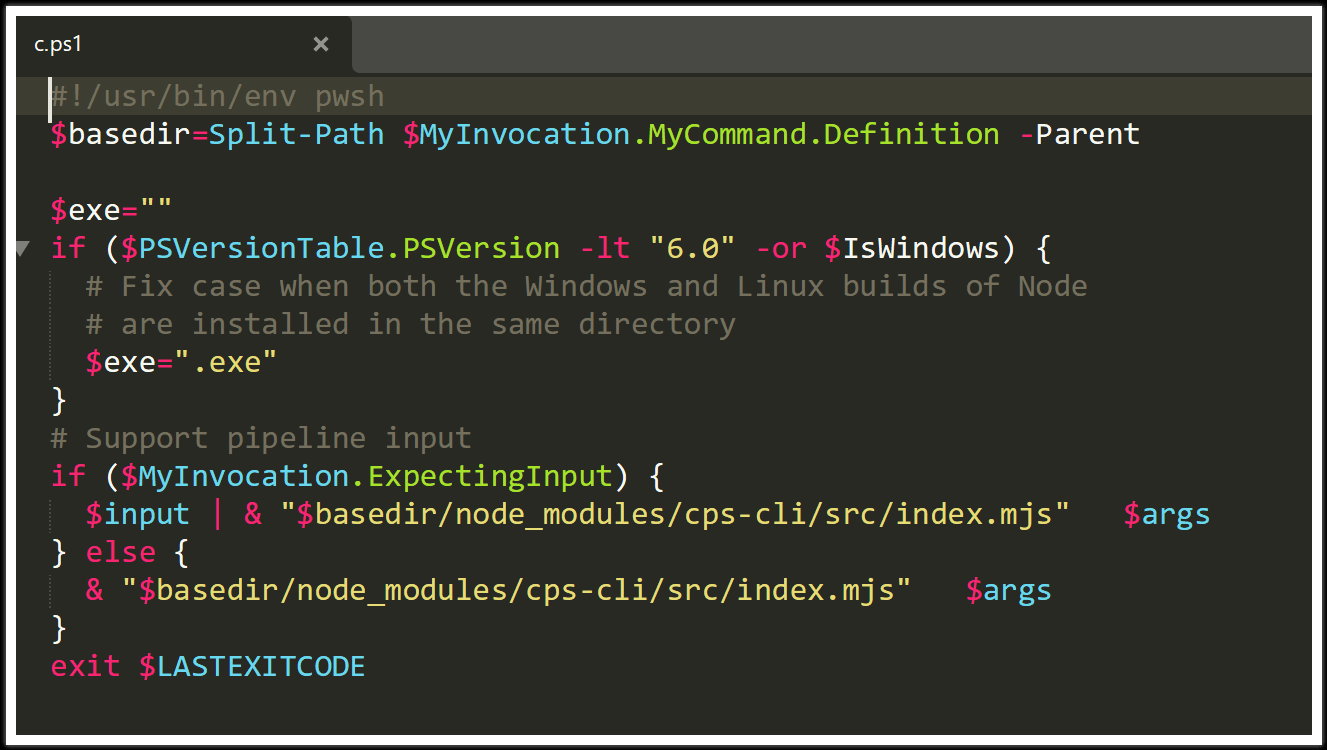 c.ps1 ×
#!/usr/bin/env pwsh
$basedir=Split-Path $MyInvocation.MyCommand.Definition -Parent

$exe=""
if ($PSVersionTable.PSVersion -lt "6.0" -or $IsWindows) {
  # Fix case when both the Windows and Linux builds of Node
  # are installed in the same directory
  $exe=".exe"
}
# Support pipeline input
if ($MyInvocation.ExpectingInput) {
  $input | & "$basedir/node_modules/cps-cli/src/index.mjs"   $args
} else {
  & "$basedir/node_modules/cps-cli/src/index.mjs"   $args
}
exit $LASTEXITCODE